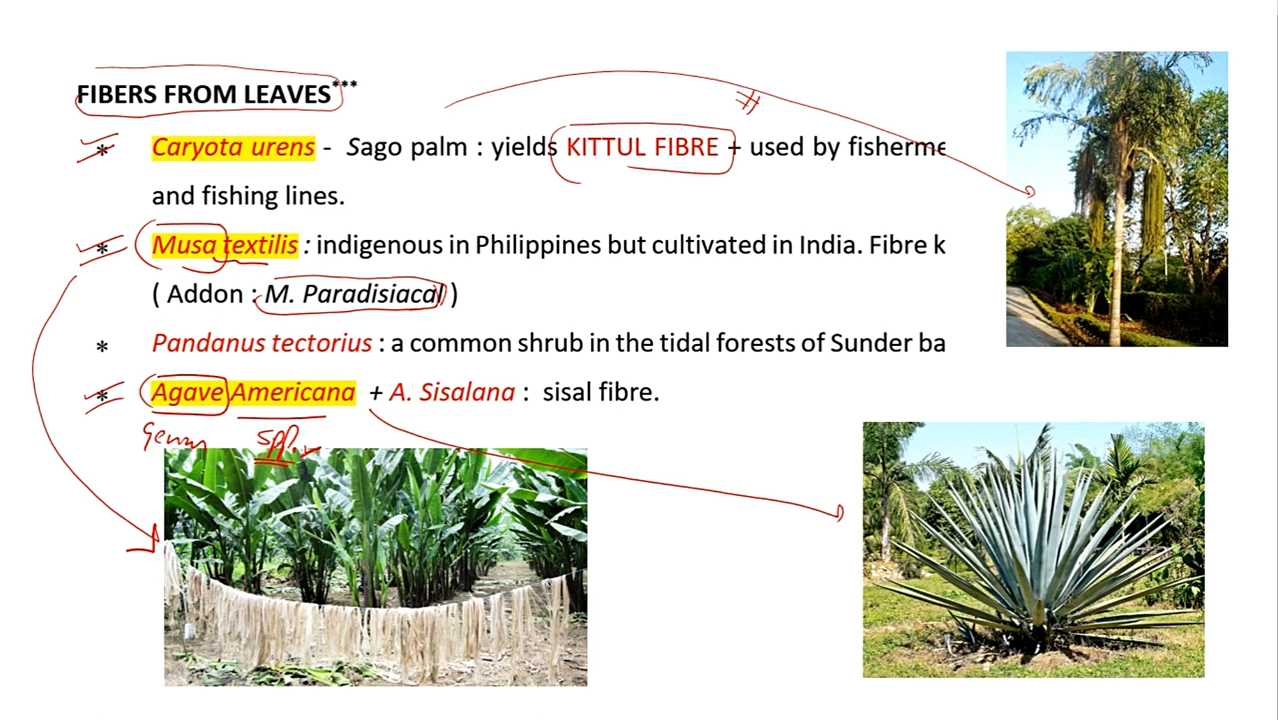 FIBERS FROM LEAVES***
* Caryota urens - Sago palm : yields KITTUL FIBRE + used by fisherme
and fishing lines.
* Musa textilis : indigenous in Philippines but cultivated in India. Fibre k
( Addon : M. Paradisiacal )
* Pandanus tectorius : a common shrub in the tidal forests of Sunder ba
* Agave Americana + A. Sisalana : sisal fibre.
Genus spp.